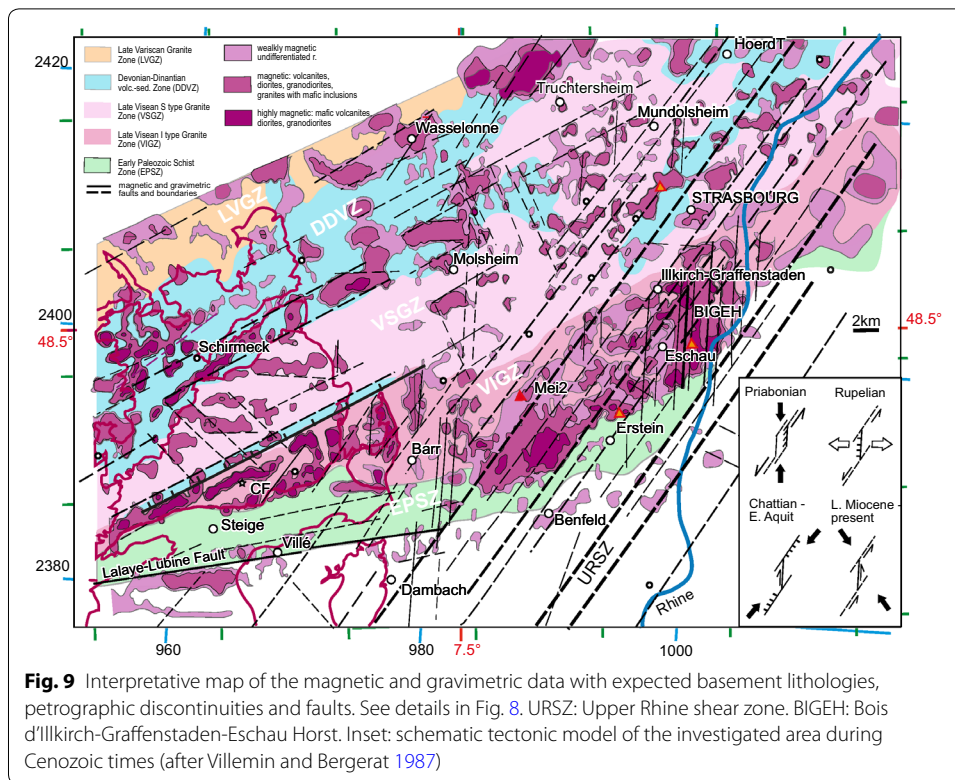 Late Variscan Granite
Zone (LVGZ)
Devonian-Dinantian
volc.-sed. Zone (DDVZ)
Late Visean S type Granite
Zone (VSGZ)
Late Visean I type Granite
Zone (VIGZ)
Early Paleozoic Schist
Zone (EPSZ)
magnetic and gravimetric
faults and boundaries
wealkly magnetic
undifferentiated r.
magnetic: volcanites,
diorites, granodiorites,
granites with mafic inclusions
highly magnetic: mafic volcanites,
diorites, granodiorites
2420
2400
48.5°
2380
HoerdT
Truchtersheim
Mundolsheim
Wasselonne
LVGZ
DDVZ
STRASBOURG
Molsheim
Illkirch-Graffenstaden
VSGZ
BIGEH
48.5°
2km
Schirmeck
Eschau
VIGZ
Mei2
Erstein
Barr
CF
EPSZ
Steige
Benfeld
Villé
Lalaye-Lubine Fault
URSZ
Dambach
Rhine
Priabonian
Rupelian
Chattian -
E. Aquit
L. Miocene -
present
960
980
7.5°
1000
Fig. 9 Interpretative map of the magnetic and gravimetric data with expected basement lithologies,
petrographic discontinuities and faults. See details in Fig. 8. URSZ: Upper Rhine shear zone. BIGEH: Bois
d'Illkirch-Graffenstaden-Eschau Horst. Inset: schematic tectonic model of the investigated area during
Cenozoic times (after Villemin and Bergerat 1987)